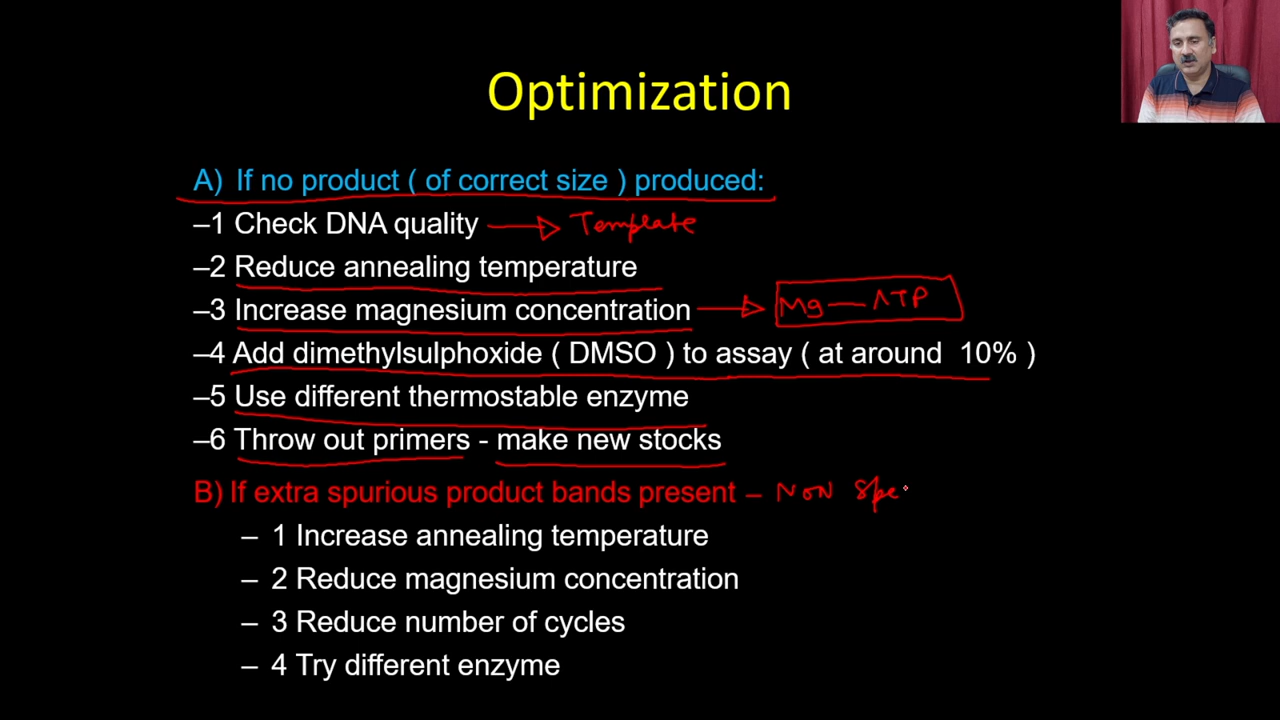 Optimization
A) If no product ( of correct size ) produced:
–1 Check DNA quality → Template
–2 Reduce annealing temperature
–3 Increase magnesium concentration → Mg — ATP
–4 Add dimethylsulphoxide ( DMSO ) to assay ( at around 10% )
–5 Use different thermostable enzyme
–6 Throw out primers - make new stocks
B) If extra spurious product bands present – NON Spe
– 1 Increase annealing temperature
– 2 Reduce magnesium concentration
– 3 Reduce number of cycles
– 4 Try different enzyme